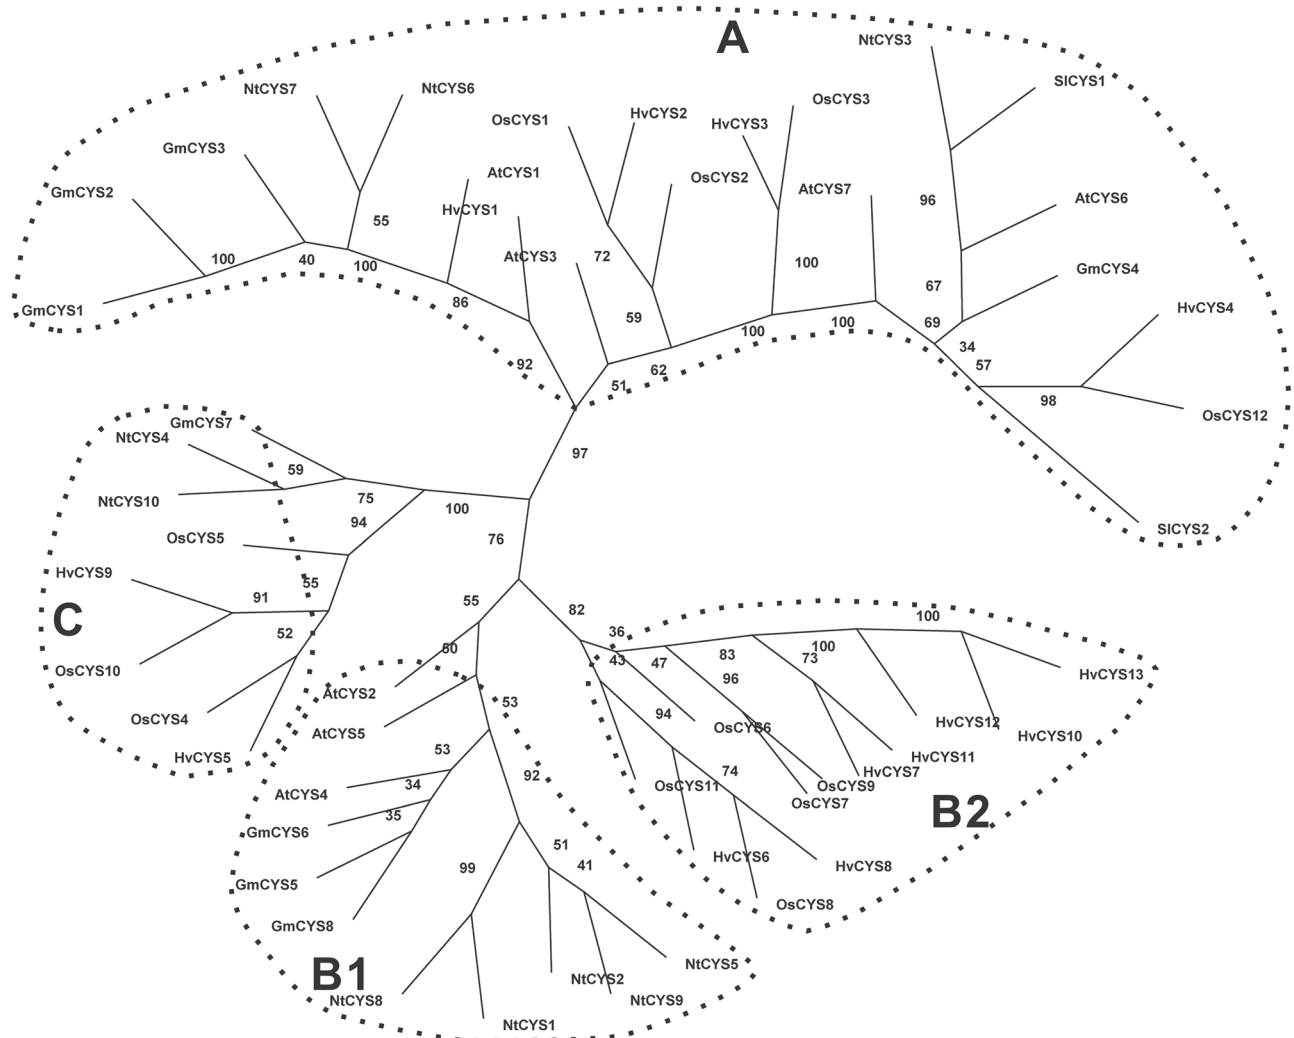 A
NtCYS3
SlCYS1
NtCYS7
NtCYS6
OsCYS3
OsCYS1
HvCYS2
HvCYS3
GmCYS3
AtCYS1
OsCYS2
GmCYS2
AtCYS7
AtCYS6
96
HvCYS1
55
100
40
100
AtCYS3
72
100
GmCYS4
67
GmCYS1
86
59
100
100
69
HvCYS4
34
92
51
62
57
98
OsCYS12
GmCYS7
NtCYS4
97
59
75
NtCYS10
100
94
SlCYS2
OsCYS5
76
HvCYS9
55
91
55
C
52
82
36
100
50
43
47
83
73
100
OsCYS10
96
HvCYS13
AtCYS2
53
OsCYS4
94
OsCYS6
HvCYS12
HvCYS10
AtCYS5
HvCYS5
53
92
74
HvCYS11
HvCYS7
AtCYS4
34
OsCYS11
OsCYS9
OsCYS7
B2
GmCYS6
35
51
41
99
HvCYS6
HvCYS8
GmCYS5
OsCYS8
GmCYS8
B1
NtCYS5
NtCYS2
NtCYS8
NtCYS9
NtCYS1